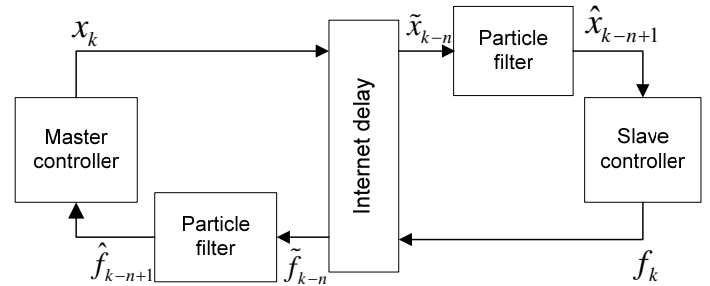 x_k
x̃_{k-n}
Particle
filter
x̂_{k-n+1}
Master
controller
Internet delay
Slave
controller
Particle
filter
f̂_{k-n+1}
f̃_{k-n}
f_k